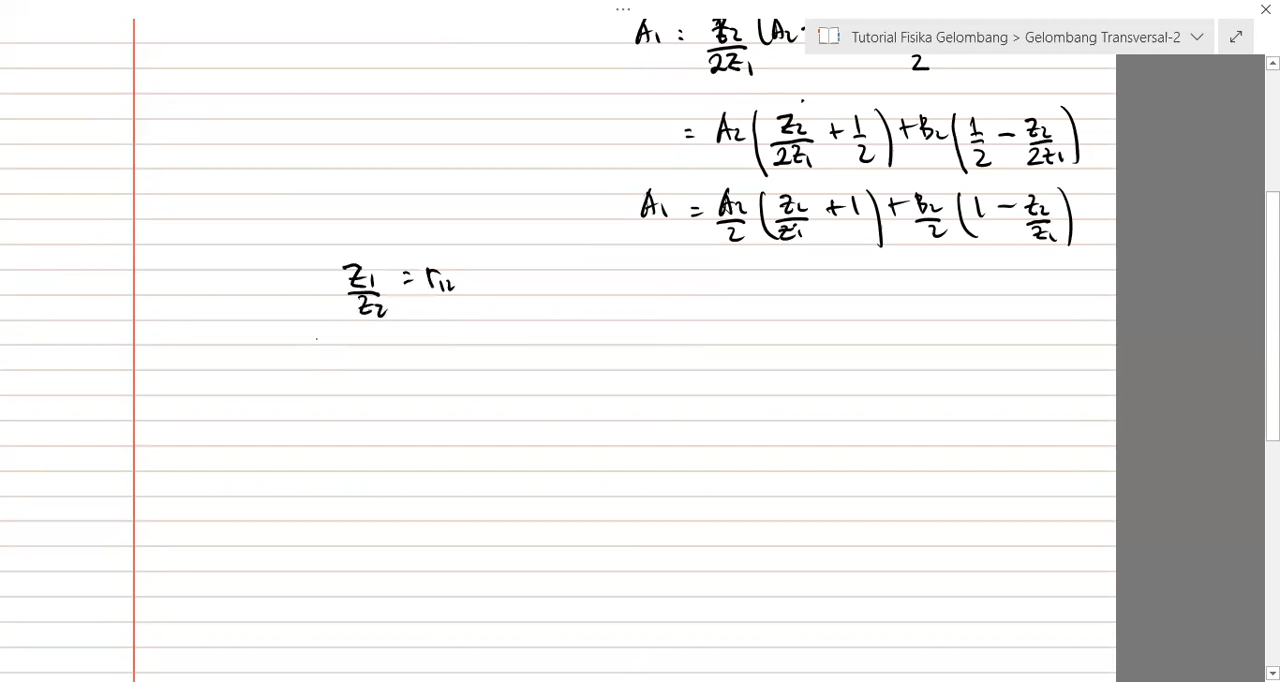 Tutorial Fisika Gelombang > Gelombang Transversal-2
A₁ : Z₂/2Z₁ (A₂ 2
= A₂ (Z₂/2Z₁ + 1/2) + B₂ (1/2 − Z₂/2Z₁)
A₁ = A₂/2 (Z₂/Z₁ + 1) + B₂/2 (1 − Z₂/Z₁)
Z₁/Z₂ = r₁₂